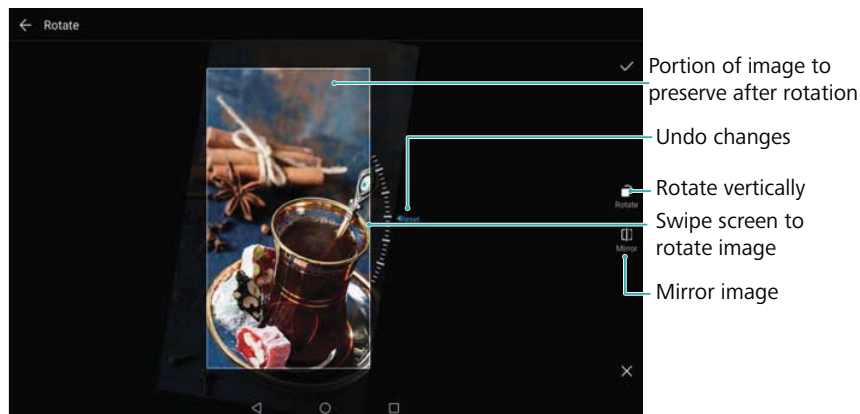 Rotate
Portion of image to
preserve after rotation
Undo changes
Reset
Rotate vertically
Rotate
Swipe screen to
rotate image
Mirror
Mirror image